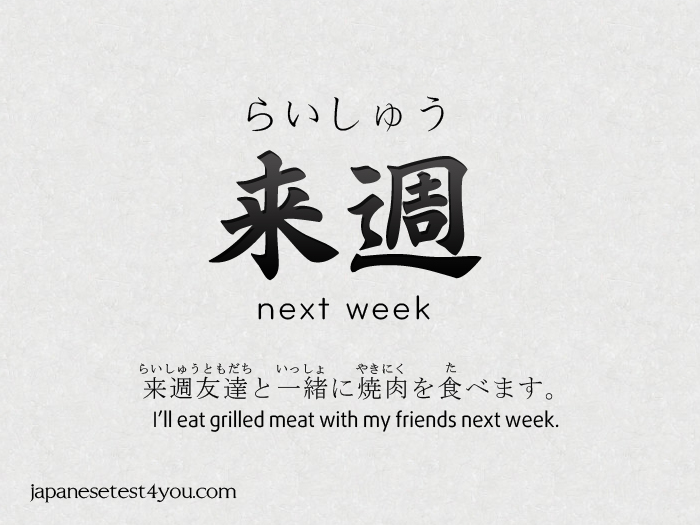 らいしゅう
来週
next week
らいしゅうともだち いっしょ やきにく た
来週友達と一緒に焼肉を食べます。
I'll eat grilled meat with my friends next week.
japanesetest4you.com